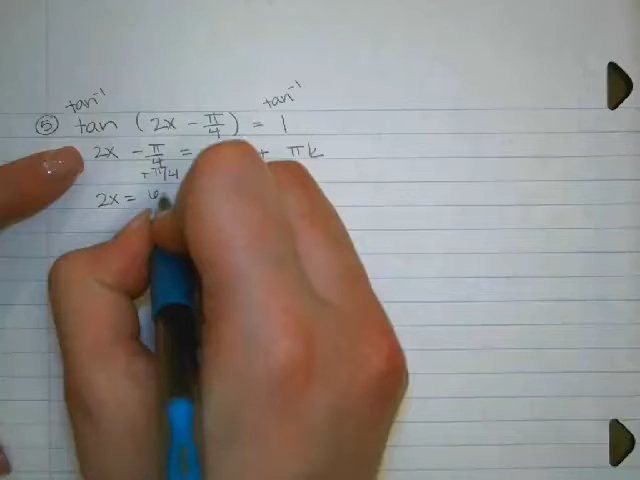 tan⁻¹ tan⁻¹
⑤ tan (2x - π/4) = 1
2x - π/4 = + πk
+π/4
2x =